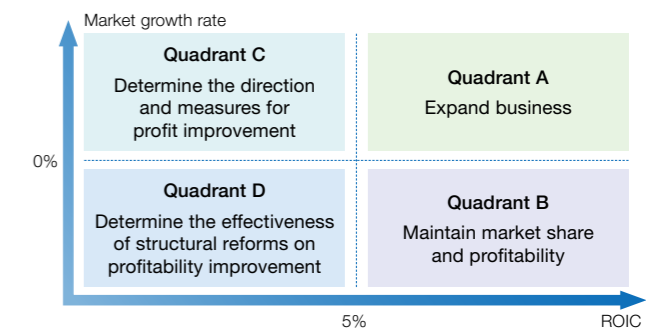 Market growth rate
Quadrant C
Determine the direction
and measures for
profit improvement
Quadrant A
Expand business
0%
Quadrant D
Determine the effectiveness
of structural reforms on
profitability improvement
Quadrant B
Maintain market share
and profitability
5%
ROIC